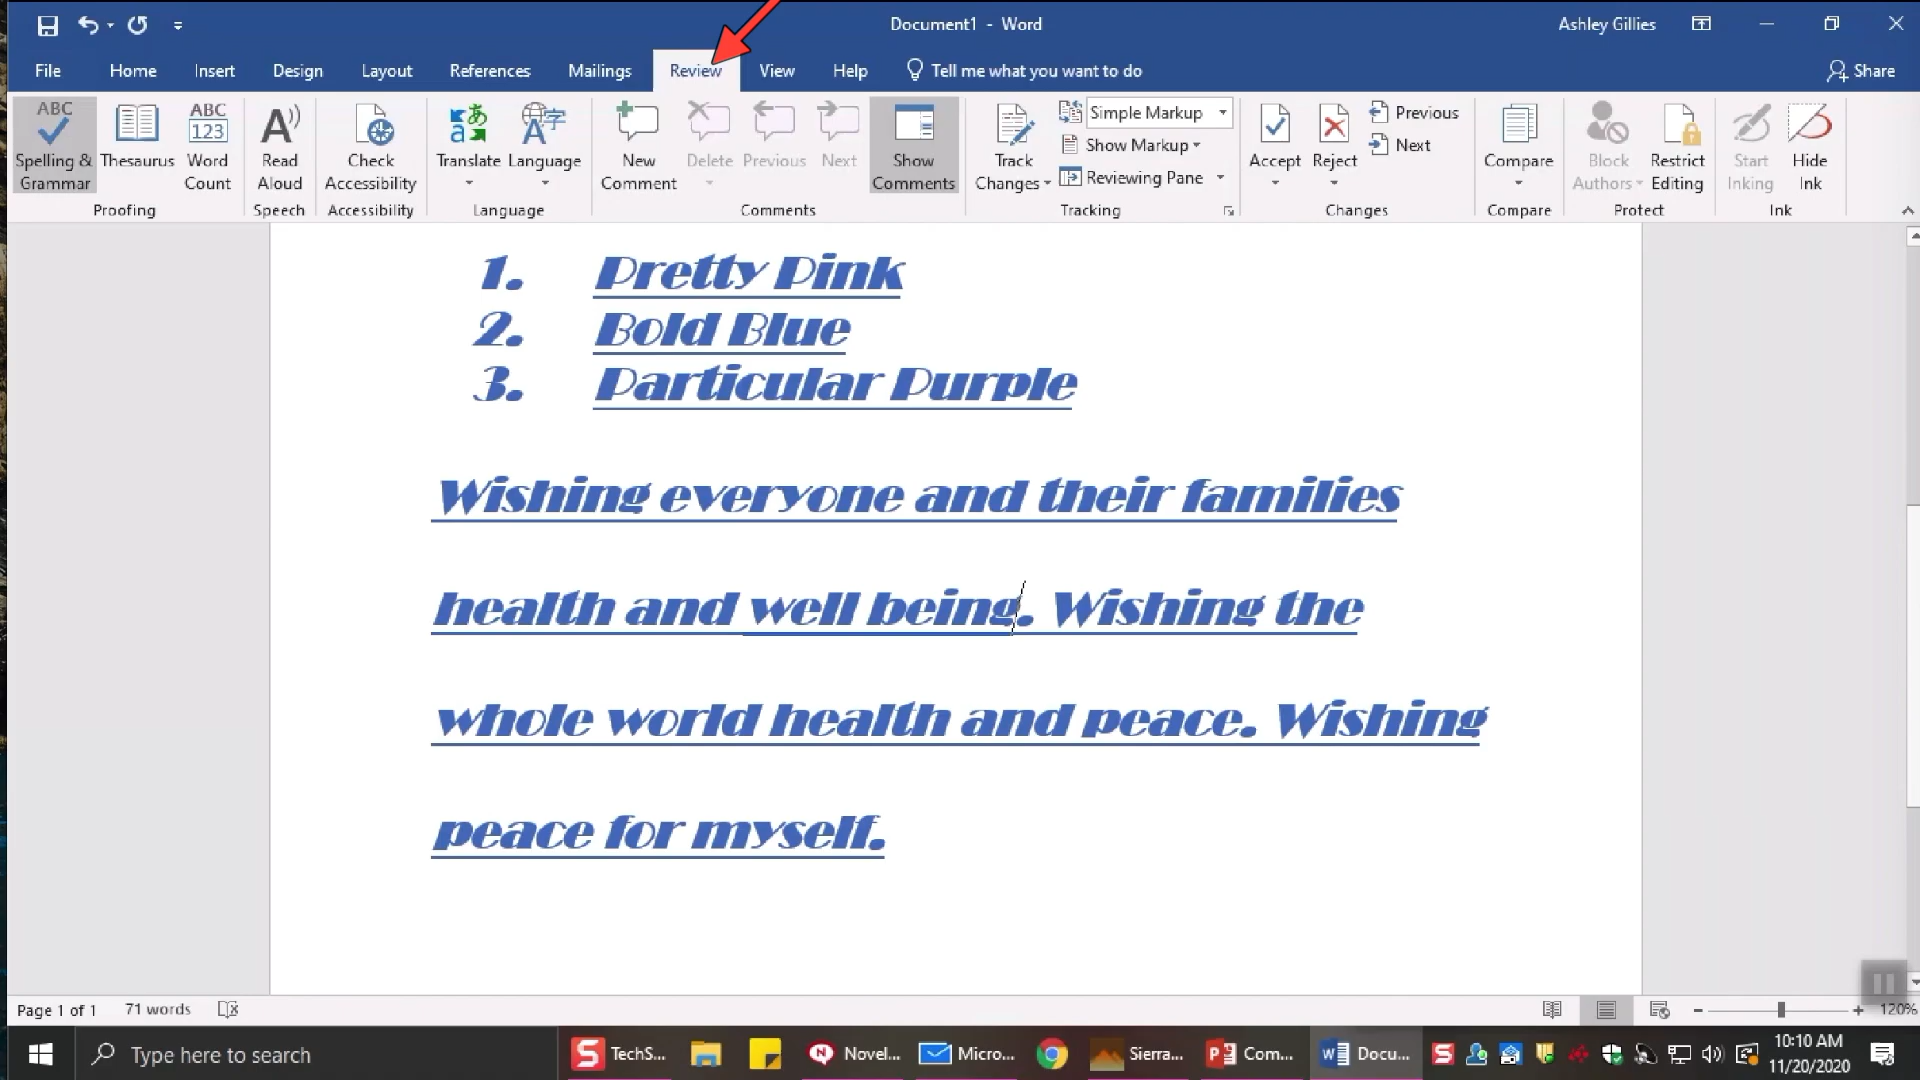 Document1 - Word
Ashley Gillies
File Home Insert Design Layout References Mailings Review View Help Tell me what you want to do Share
ABC ABC
123
Spelling & Grammar Thesaurus Word Count Read Aloud Check Accessibility Translate Language New Comment Delete Previous Next Show Comments Track Changes Simple Markup Accept Reject Previous Compare Block Authors Restrict Editing Start Inking Hide Ink
Show Markup Next
Reviewing Pane
Proofing Speech Accessibility Language Comments Tracking Changes Compare Protect Ink
1. Pretty Pink
2. Bold Blue
3. Particular Purple
Wishing everyone and their families
health and well being. Wishing the
whole world health and peace. Wishing
peace for myself.
Page 1 of 1 71 words 120%
Type here to search TechS... Novel... Micro... Sierra... Com... Docu... 10:10 AM
11/20/2020